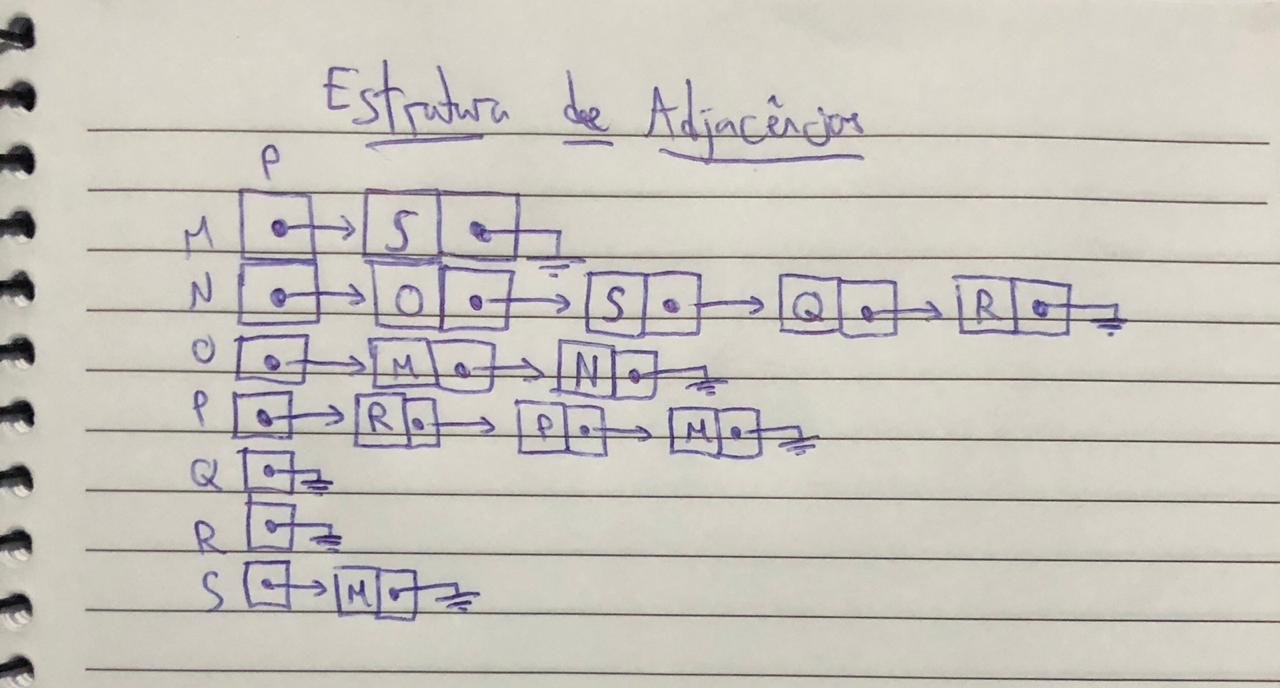 Estrutura de Adjacências
P
M S
N O S Q R
O M N
P R P M
Q
R
S M